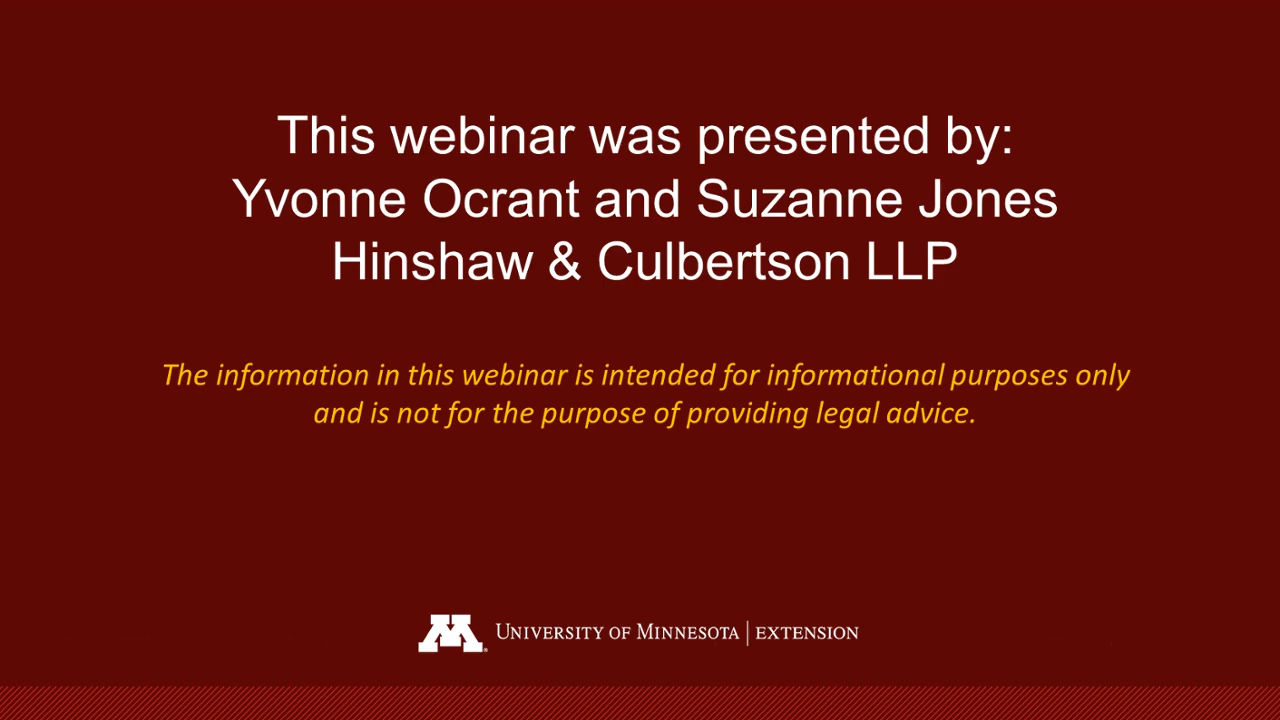 This webinar was presented by:
Yvonne Ocrant and Suzanne Jones
Hinshaw & Culbertson LLP
The information in this webinar is intended for informational purposes only
and is not for the purpose of providing legal advice.
M® UNIVERSITY OF MINNESOTA | EXTENSION